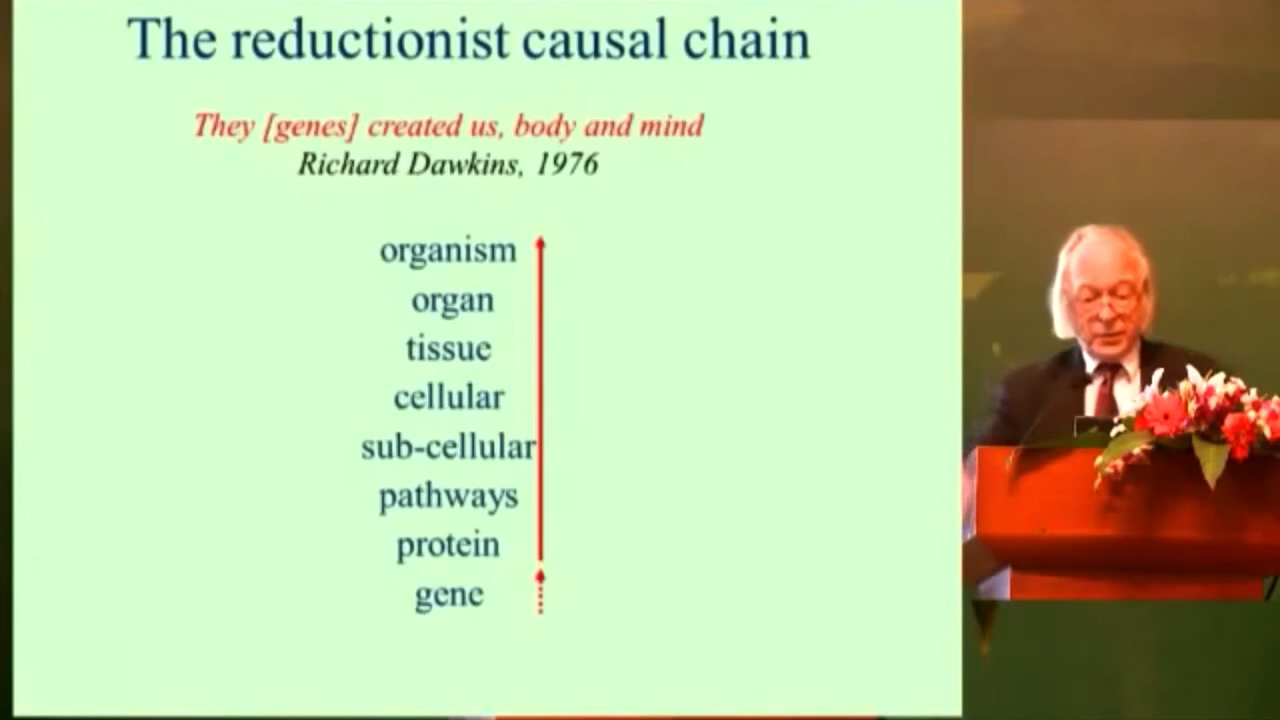 The reductionist causal chain
They [genes] created us, body and mind
Richard Dawkins, 1976
organism
organ
tissue
cellular
sub-cellular
pathways
protein
gene